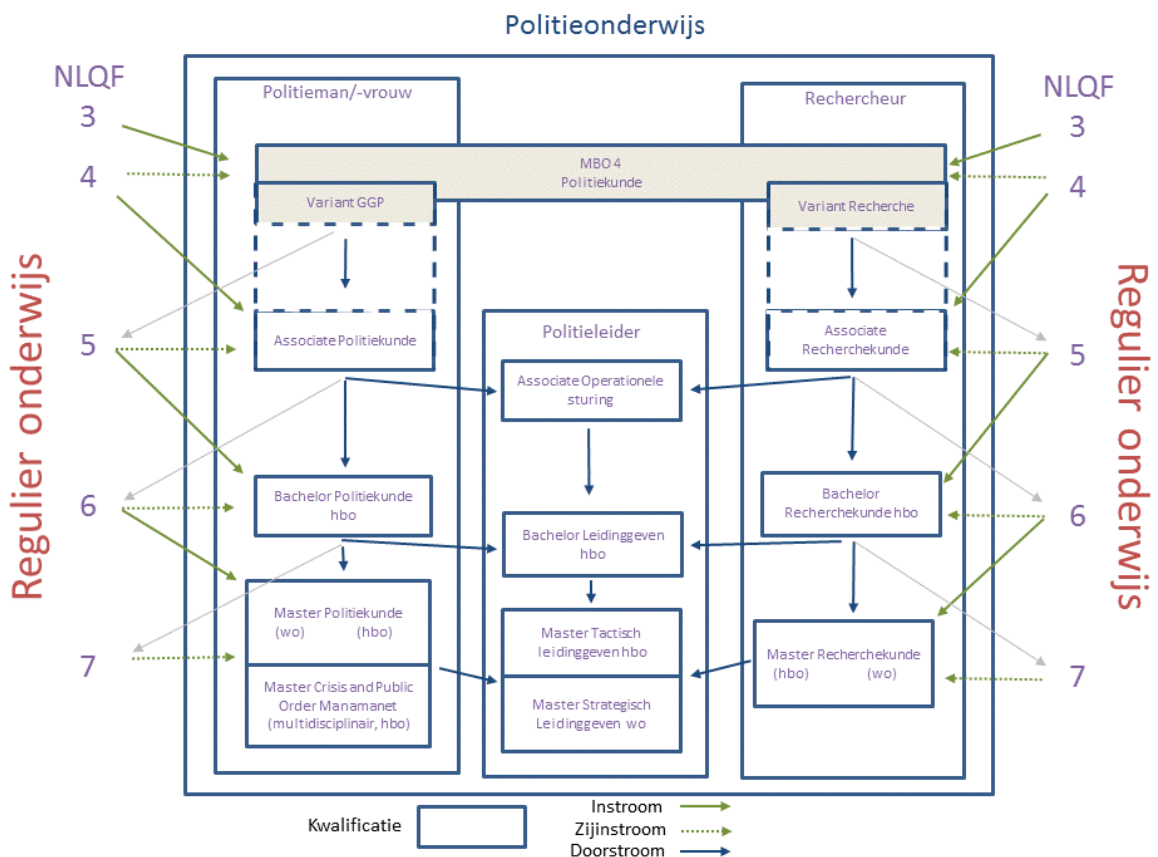 Politieonderwijs
NLQF
3
4
5
6
7
Regulier onderwijs
Politieman/-vrouw
Rechercheur
MBO 4
Politiekunde
Variant GGP
Variant Recherche
Associate Politiekunde
Politieleider
Associate
Recherchekunde
Associate Operationele
sturing
Bachelor Politiekunde
hbo
Bachelor Leidinggeven
hbo
Bachelor
Recherchekunde hbo
Master Politiekunde
(wo) (hbo)
Master Crisis and Public
Order Manamanet
(multidisciplinair, hbo)
Master Tactisch
leidinggeven hbo
Master Strategisch
Leidinggeven wo
Master Recherchekunde
(hbo) (wo)
NLQF
3
4
5
6
7
Regulier onderwijs
Kwalificatie
Instroom
Zijinstroom
Doorstroom